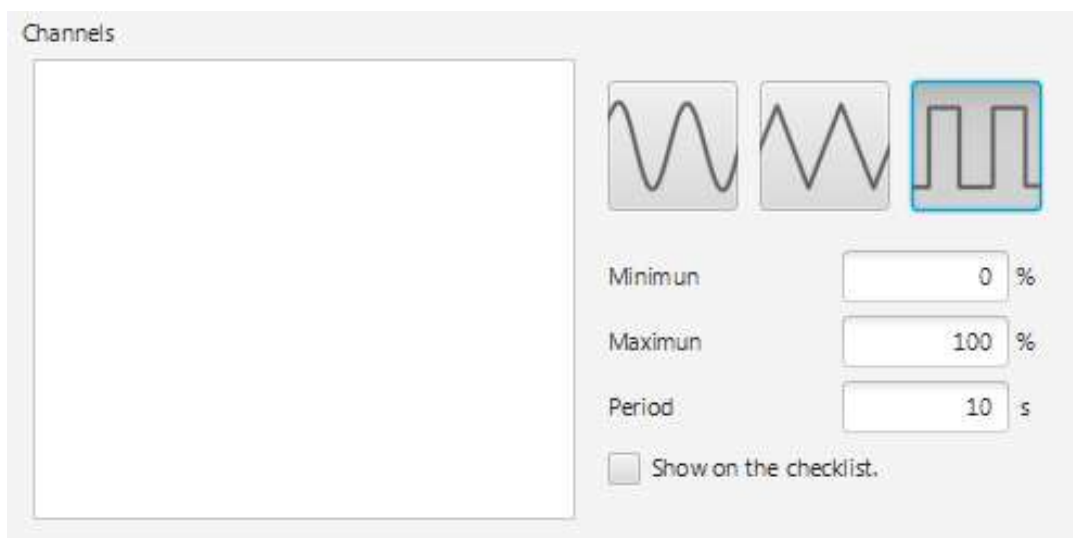 Channels
Minimun 0 %
Maximun 100 %
Period 10 s
Show on the checklist.